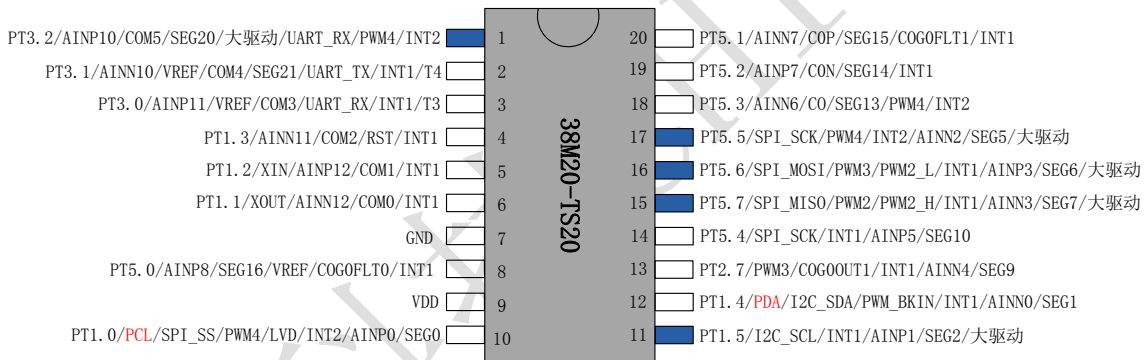 PT3.2/AINP10/COM5/SEG20/大驱动/UART_RX/PWM4/INT2 1
PT3.1/AINN10/VREF/COM4/SEG21/UART_TX/INT1/T4 2
PT3.0/AINP11/VREF/COM3/UART_RX/INT1/T3 3
PT1.3/AINN11/COM2/RST/INT1 4
PT1.2/XIN/AINP12/COM1/INT1 5
PT1.1/XOUT/AINN12/COM0/INT1 6
GND 7
PT5.0/AINP8/SEG16/VREF/COG0FLT0/INT1 8
VDD 9
PT1.0/PCL/SPI_SS/PWM4/LVD/INT2/AINP0/SEG0 10
38M20-TS20
20 PT5.1/AINN7/COP/SEG15/COG0FLT1/INT1
19 PT5.2/AINP7/CON/SEG14/INT1
18 PT5.3/AINN6/CO/SEG13/PWM4/INT2
17 PT5.5/SPI_SCK/PWM4/INT2/AINN2/SEG5/大驱动
16 PT5.6/SPI_MOSI/PWM3/PWM2_L/INT1/AINP3/SEG6/大驱动
15 PT5.7/SPI_MISO/PWM2/PWM2_H/INT1/AINN3/SEG7/大驱动
14 PT5.4/SPI_SCK/INT1/AINP5/SEG10
13 PT2.7/PWM3/COG0OUT1/INT1/AINN4/SEG9
12 PT1.4/PDA/I2C_SDA/PWM_BKIN/INT1/AINN0/SEG1
11 PT1.5/I2C_SCL/INT1/AINP1/SEG2/大驱动